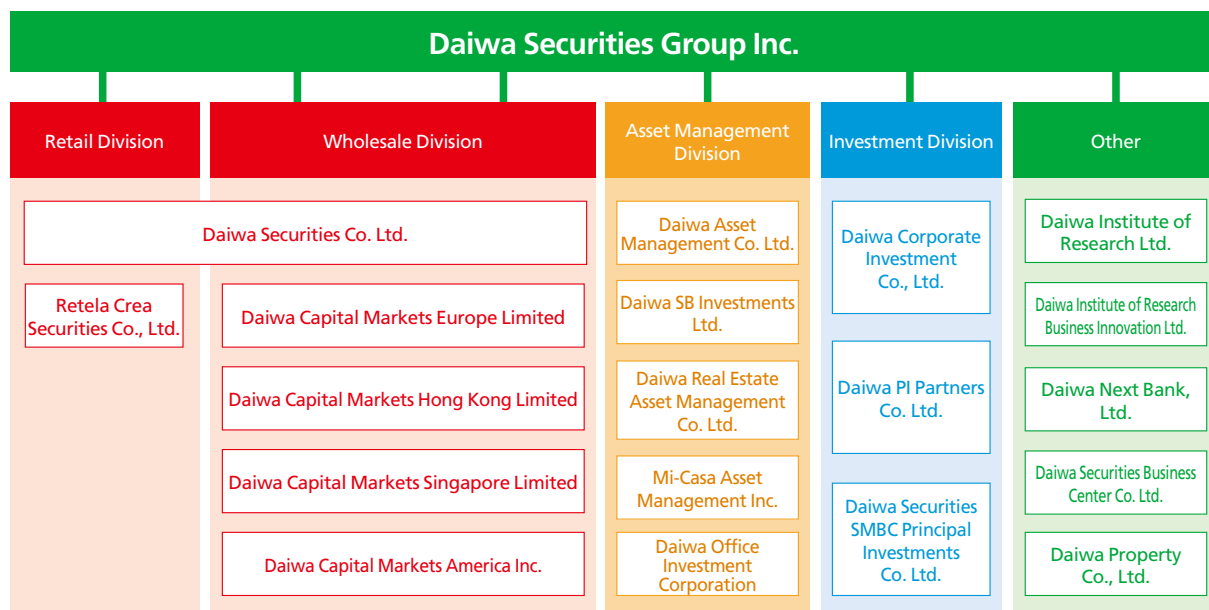 Daiwa Securities Group Inc.
Retail Division
Wholesale Division
Asset Management
Division
Investment Division
Other
Daiwa Securities Co. Ltd.
Retela Crea
Securities Co., Ltd.
Daiwa Capital Markets Europe Limited
Daiwa Capital Markets Hong Kong Limited
Daiwa Capital Markets Singapore Limited
Daiwa Capital Markets America Inc.
Daiwa Asset
Management Co. Ltd.
Daiwa SB Investments
Ltd.
Daiwa Real Estate
Asset Management
Co. Ltd.
Mi-Casa Asset
Management Inc.
Daiwa Office
Investment
Corporation
Daiwa Corporate
Investment
Co., Ltd.
Daiwa PI Partners
Co. Ltd.
Daiwa Securities
SMBC Principal
Investments
Co. Ltd.
Daiwa Institute of
Research Ltd.
Daiwa Institute of Research
Business Innovation Ltd.
Daiwa Next Bank,
Ltd.
Daiwa Securities Business
Center Co. Ltd.
Daiwa Property
Co., Ltd.